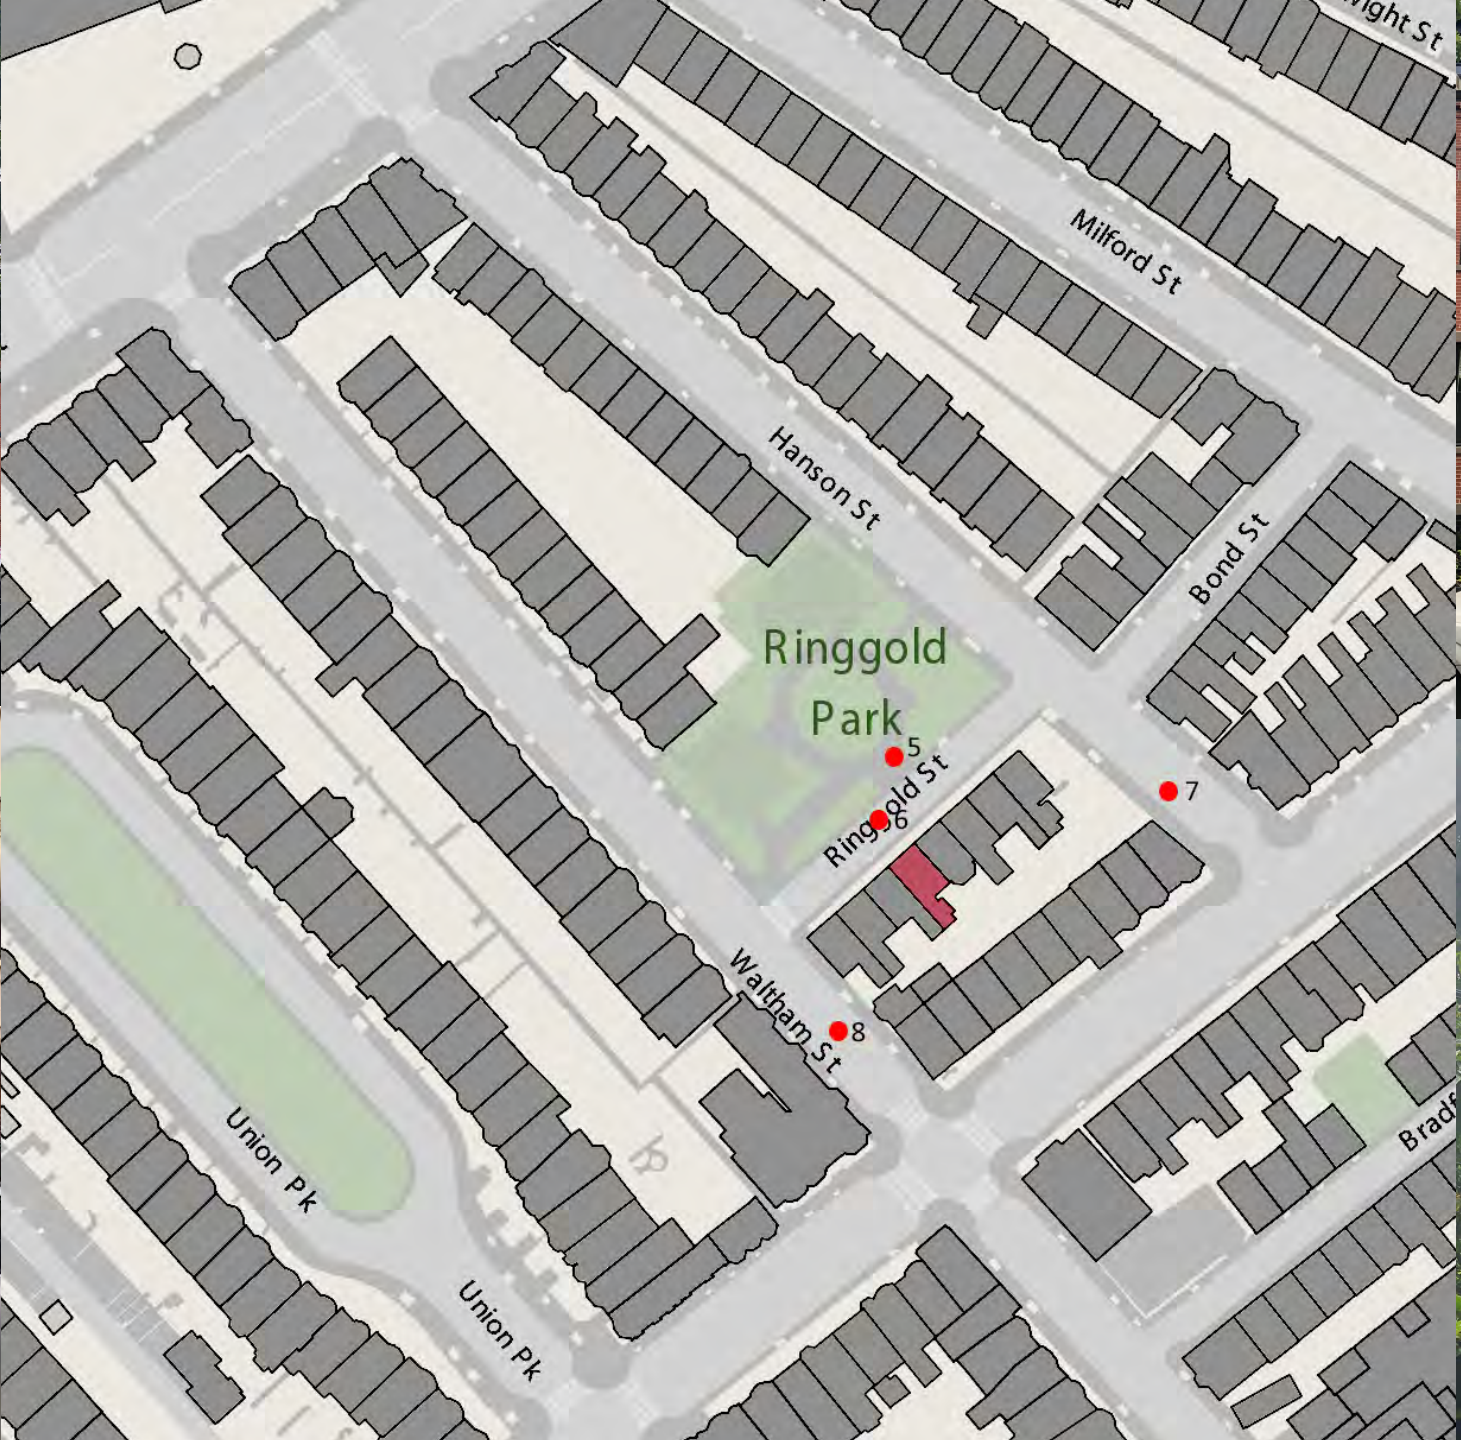 Milford St
Hanson St
Bond St
Ringgold
Park
5
Ringgold St
6
7
Waltham St
8
Union Pk
Union Pk